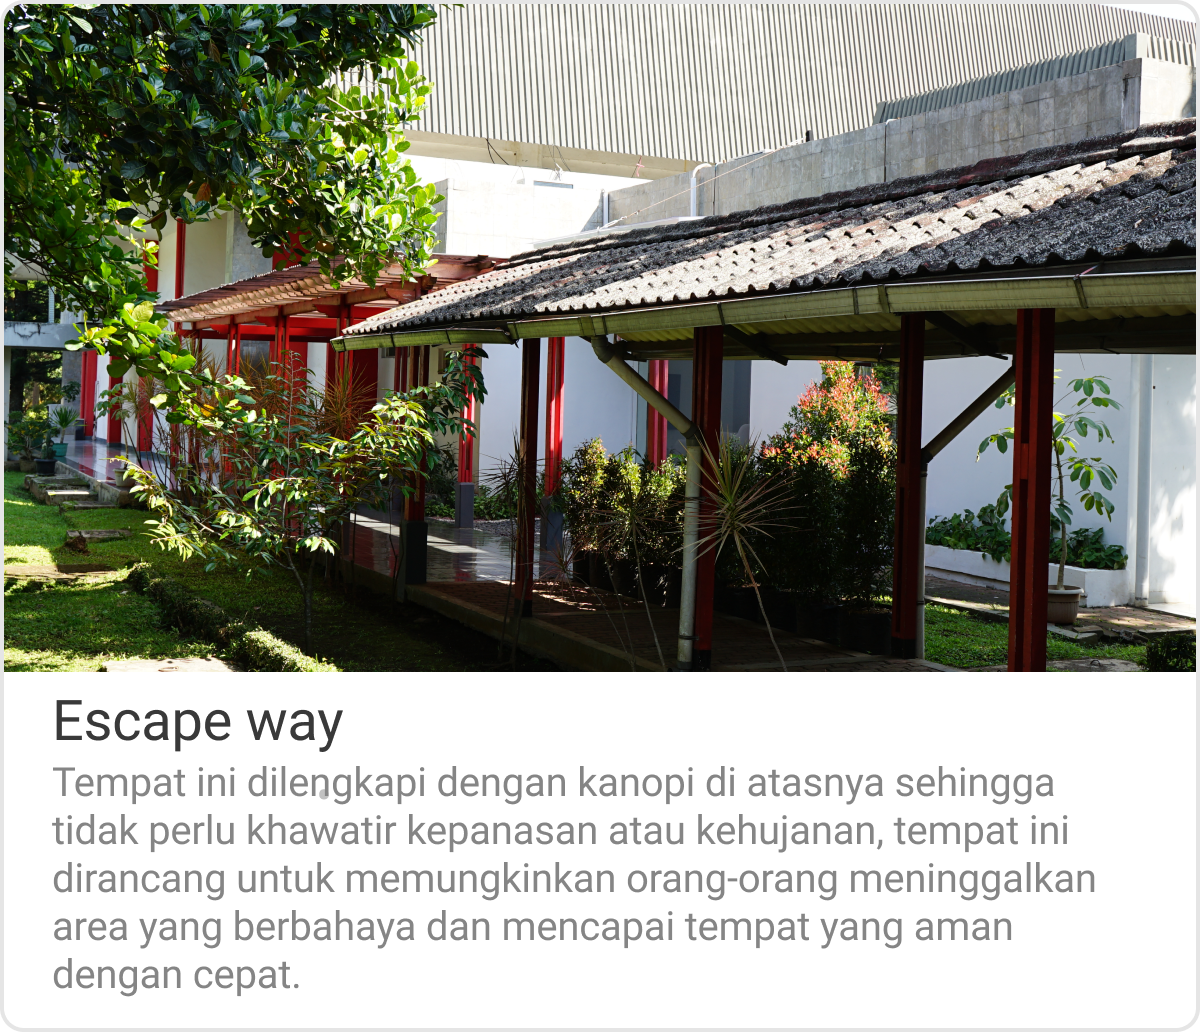 Escape way
Tempat ini dilengkapi dengan kanopi di atasnya sehingga
tidak perlu khawatir kepanasan atau kehujanan, tempat ini
dirancang untuk memungkinkan orang-orang meninggalkan
area yang berbahaya dan mencapai tempat yang aman
dengan cepat.